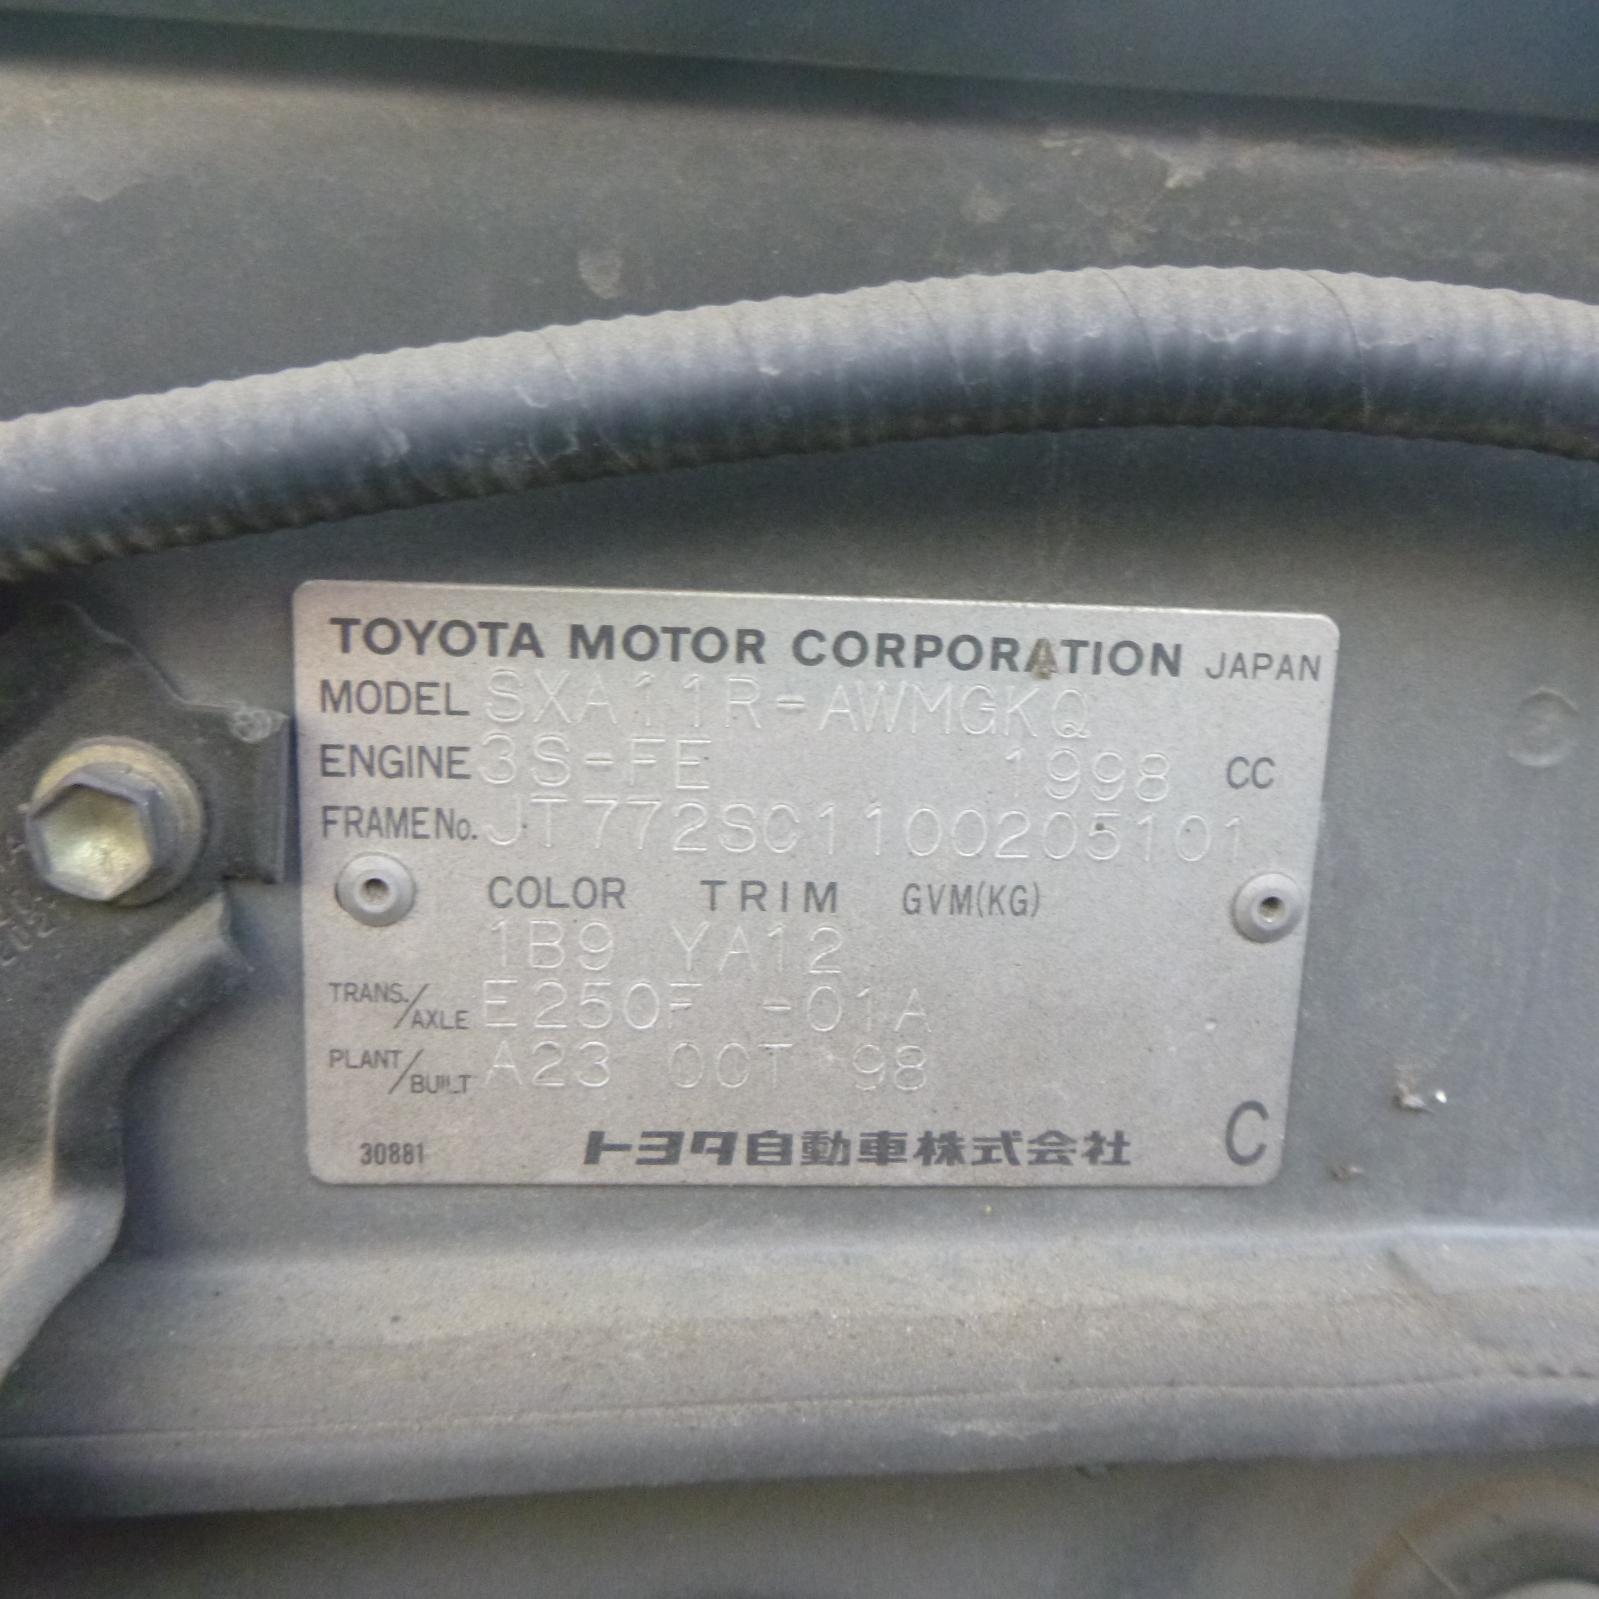 TOYOTA MOTOR CORPORATION JAPAN
MODEL SXA11R-AWMGKQ
ENGINE 3S-FE 1998 CC
FRAME No. JT772SC1100205101
COLOR TRIM GVM(KG)
1B9 YA12
TRANS./AXLE E250F -01A
PLANT/BUILT A23 OCT 98
30881 トヨタ自動車株式会社 C